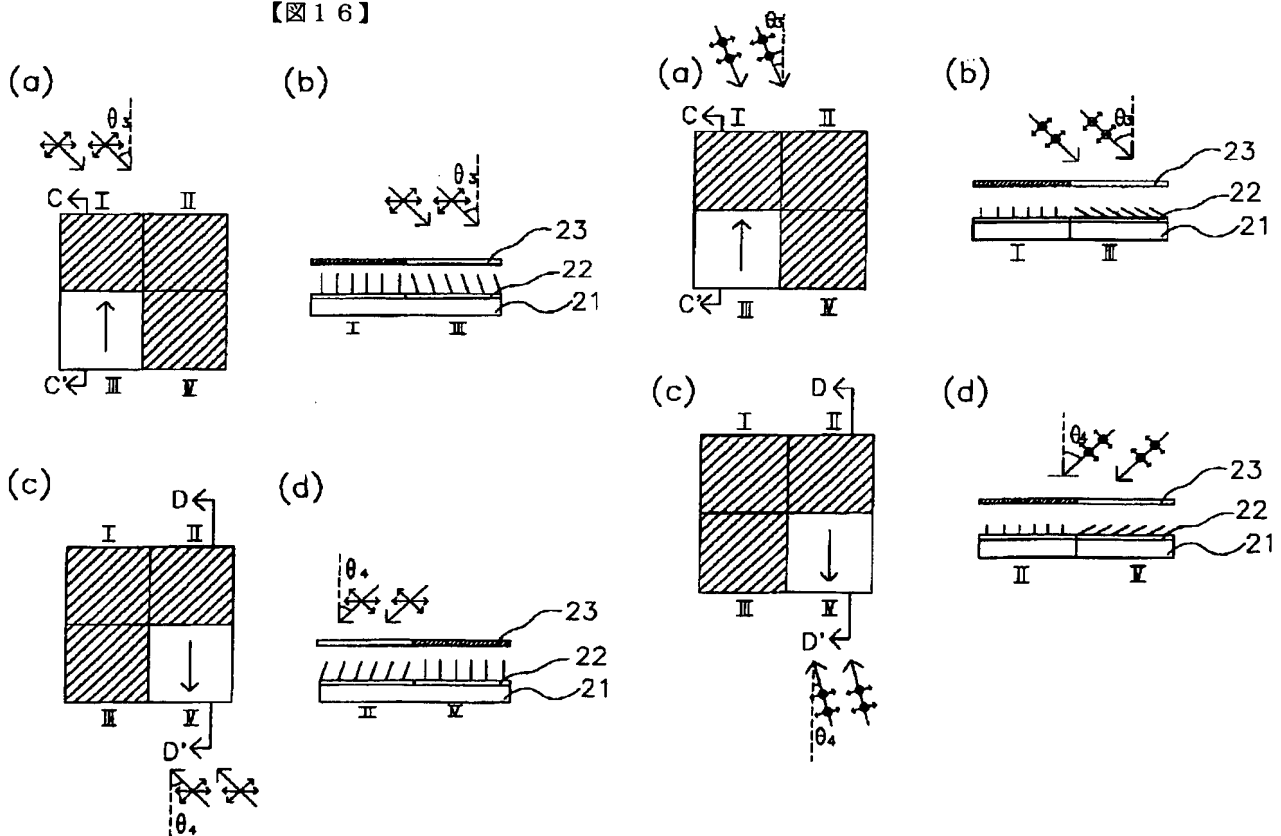 【図16】
(a)
θ₃
C
I
II
C'
III
IV
(b)
θ₃
23
22
21
I
III
(c)
D
I
II
III
IV
D'
θ₄
(d)
θ₄
23
22
21
II
IV
(a)
θ₃
C
I
II
C'
III
IV
(b)
θ₃
23
22
21
I
III
(c)
D
I
II
III
IV
D'
θ₄
(d)
θ₄
23
22
21
II
IV